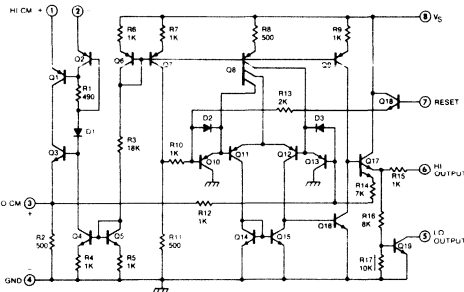 HI CM + 1 2 -
8 VS
R6 1K
R7 1K
R8 500
R9 1K
Q1
Q2
Q6
Q7
Q8
Q9
R1 490
R13 2K
Q18
7 RESET
D1
D2
D3
Q3
R3 18K
R10 1K
Q10
Q11
Q12
Q13
Q17
R15 1K
6 HI OUTPUT
R14 7K
O CM 3
+
R12 1K
R2 500
Q4
Q5
R11 500
Q14
Q15
Q16
R16 8K
5 LO OUTPUT
Q19
R4 1K
R5 1K
R17 10K
GND 4